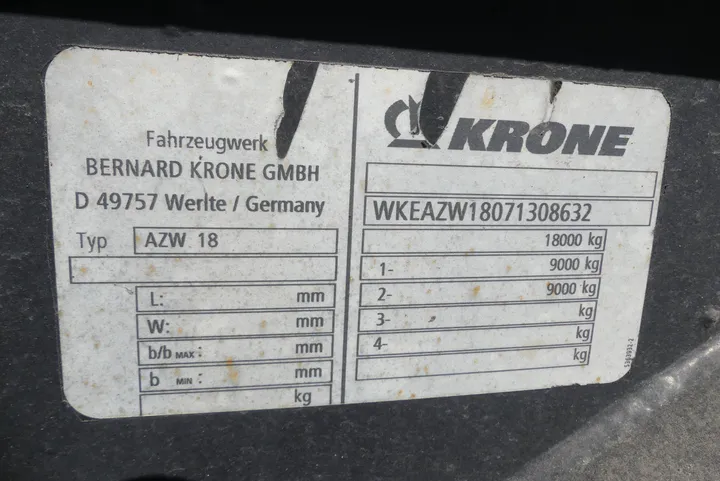 Fahrzeugwerk
BERNARD KRONE GMBH
D 49757 Werlte / Germany
Typ AZW 18
L: mm
W: mm
b/b MAX : mm
b MIN : mm
kg
KRONE
WKEAZW18071308632
18000 kg
1- 9000 kg
2- 9000 kg
3- kg
4- kg
kg